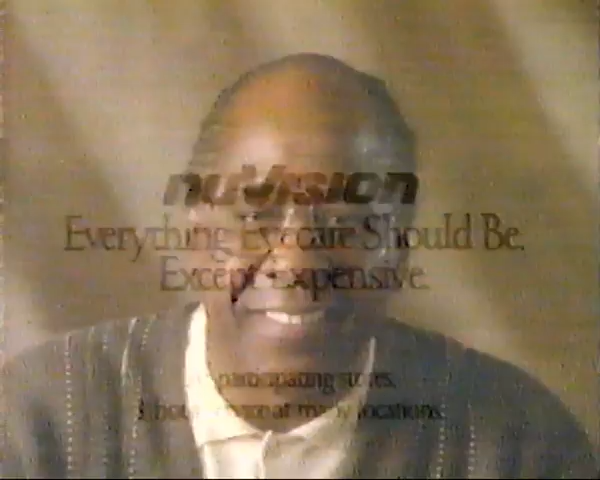 nuVision
Everything Eyecare Should Be.
Except Expensive.
participating stores.
at many locations.